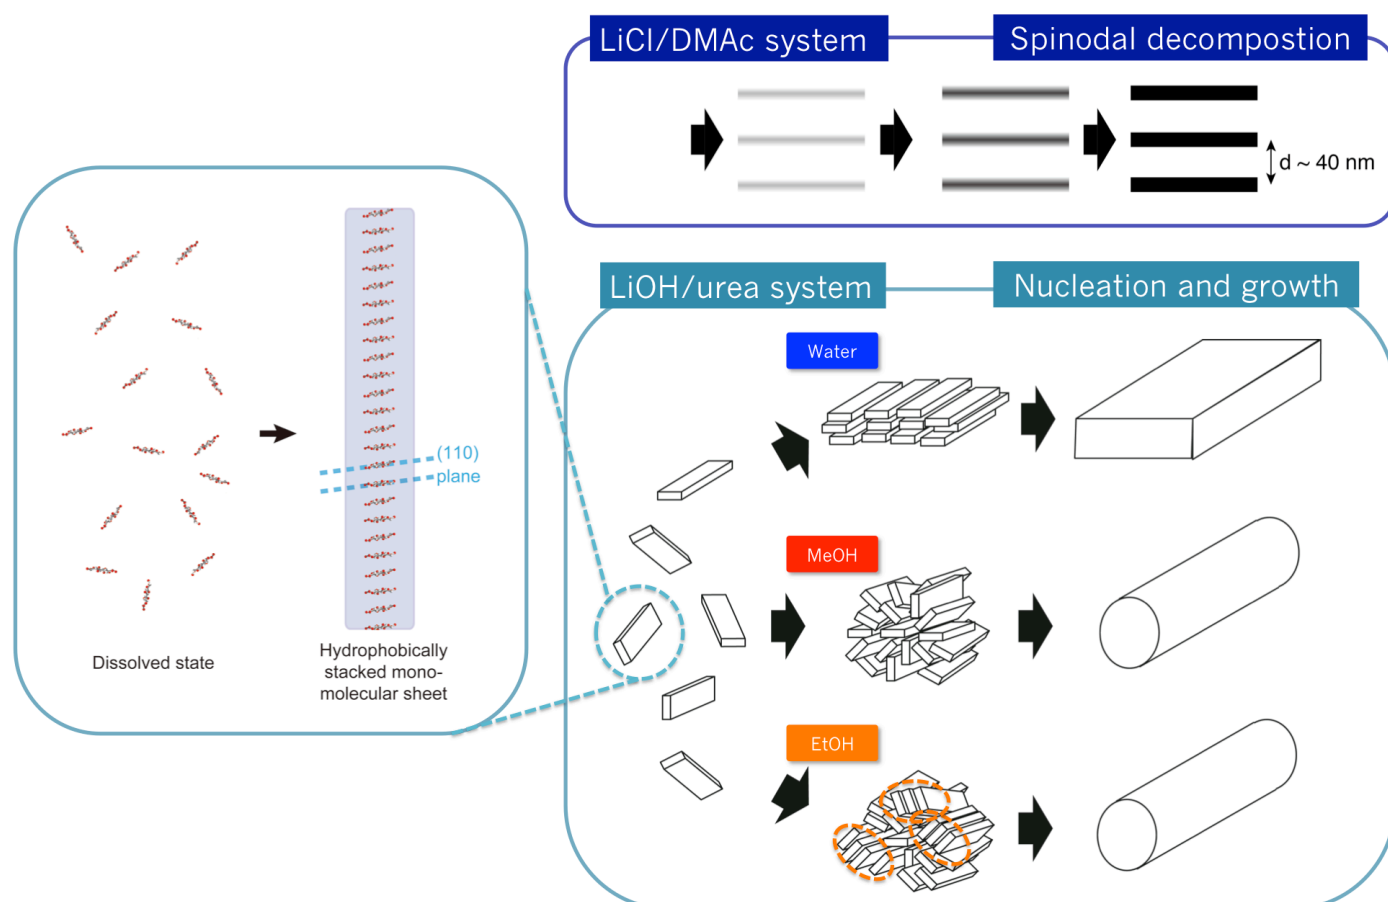 LiCl/DMAc system
Spinodal decompostion
d ~ 40 nm
(110)
plane
Dissolved state
Hydrophobically
stacked mono-
molecular sheet
LiOH/urea system
Nucleation and growth
Water
MeOH
EtOH